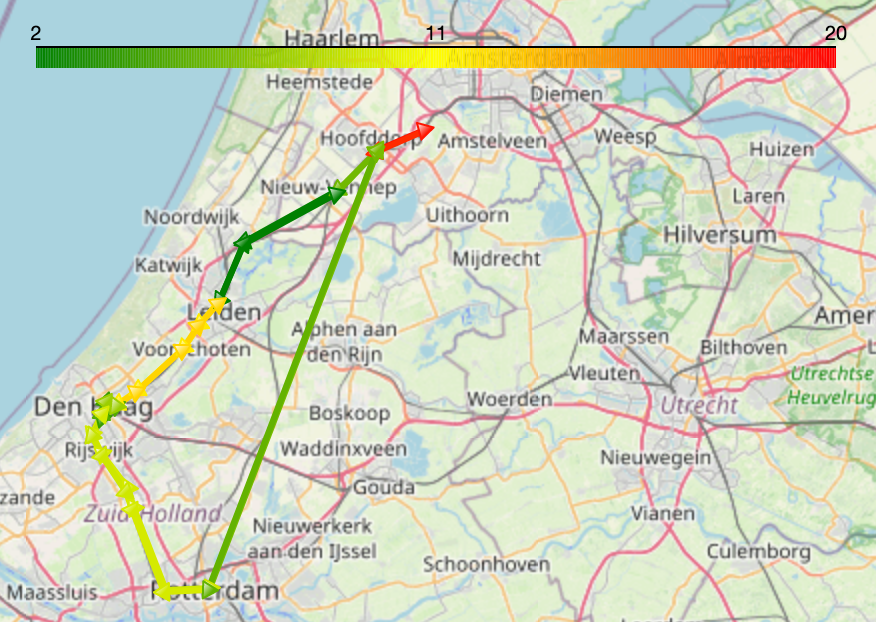 2 11 20
Haarlem
Amsterdam
Almere
Heemstede
Diemen
Hoofddorp
Amstelveen
Weesp
Huizen
Nieuw-Vennep
Laren
Noordwijk
Uithoorn
Hilversum
Katwijk
Mijdrecht
Leiden
Amer
Alphen aan
den Rijn
Maarssen
Voorschoten
Bilthoven
Vleuten
Utrechtse
Heuvelrug
Den Haag
Woerden
Utrecht
Boskoop
Rijswijk
Waddinxveen
Nieuwegein
zande
Gouda
Zuid-Holland
Vianen
Nieuwerkerk
aan den IJssel
Culemborg
Schoonhoven
Maassluis
Rotterdam